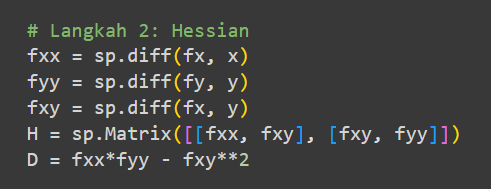 # Langkah 2: Hessian
fxx = sp.diff(fx, x)
fyy = sp.diff(fy, y)
fxy = sp.diff(fx, y)
H = sp.Matrix([[fxx, fxy], [fxy, fyy]])
D = fxx*fyy - fxy**2